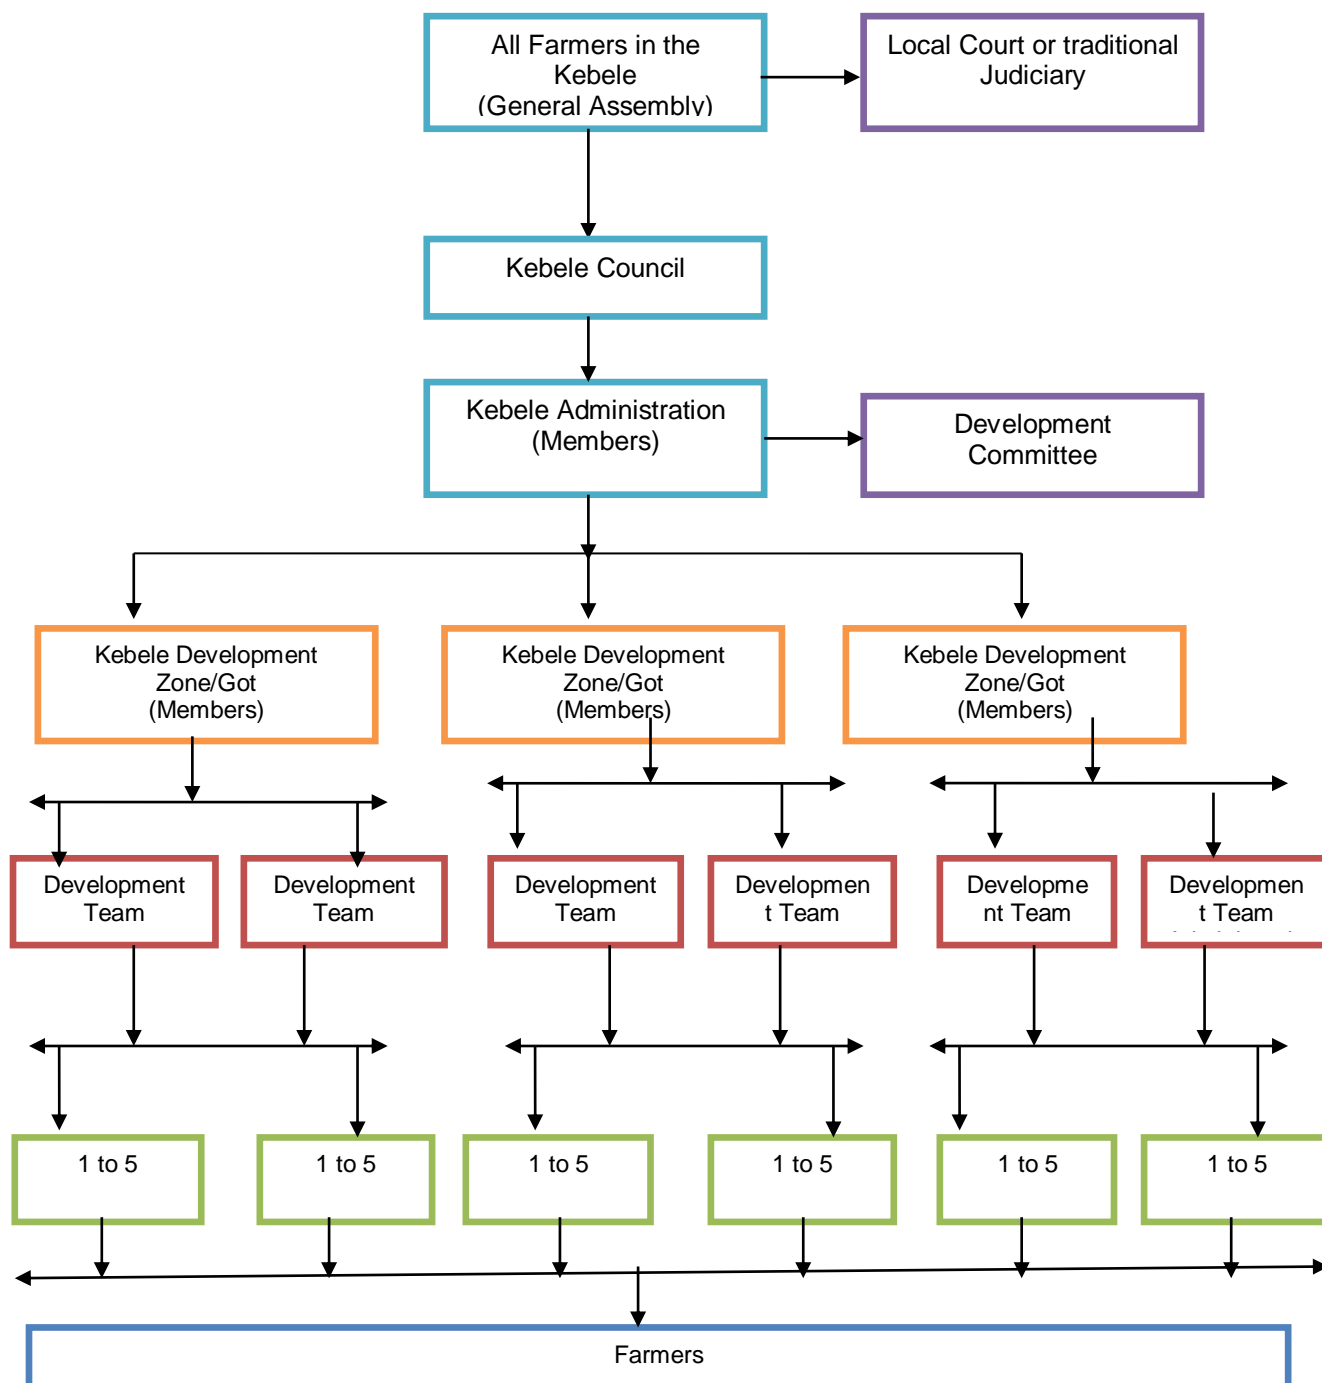 All Farmers in the
Kebele
(General Assembly)
Local Court or traditional
Judiciary
Kebele Council
Kebele Administration
(Members)
Development
Committee
Kebele Development
Zone/Got
(Members)
Kebele Development
Zone/Got
(Members)
Kebele Development
Zone/Got
(Members)
Development
Team
Development
Team
Development
Team
Developmen
t Team
Developme
nt Team
Developmen
t Team
1 to 5
1 to 5
1 to 5
1 to 5
1 to 5
1 to 5
Farmers